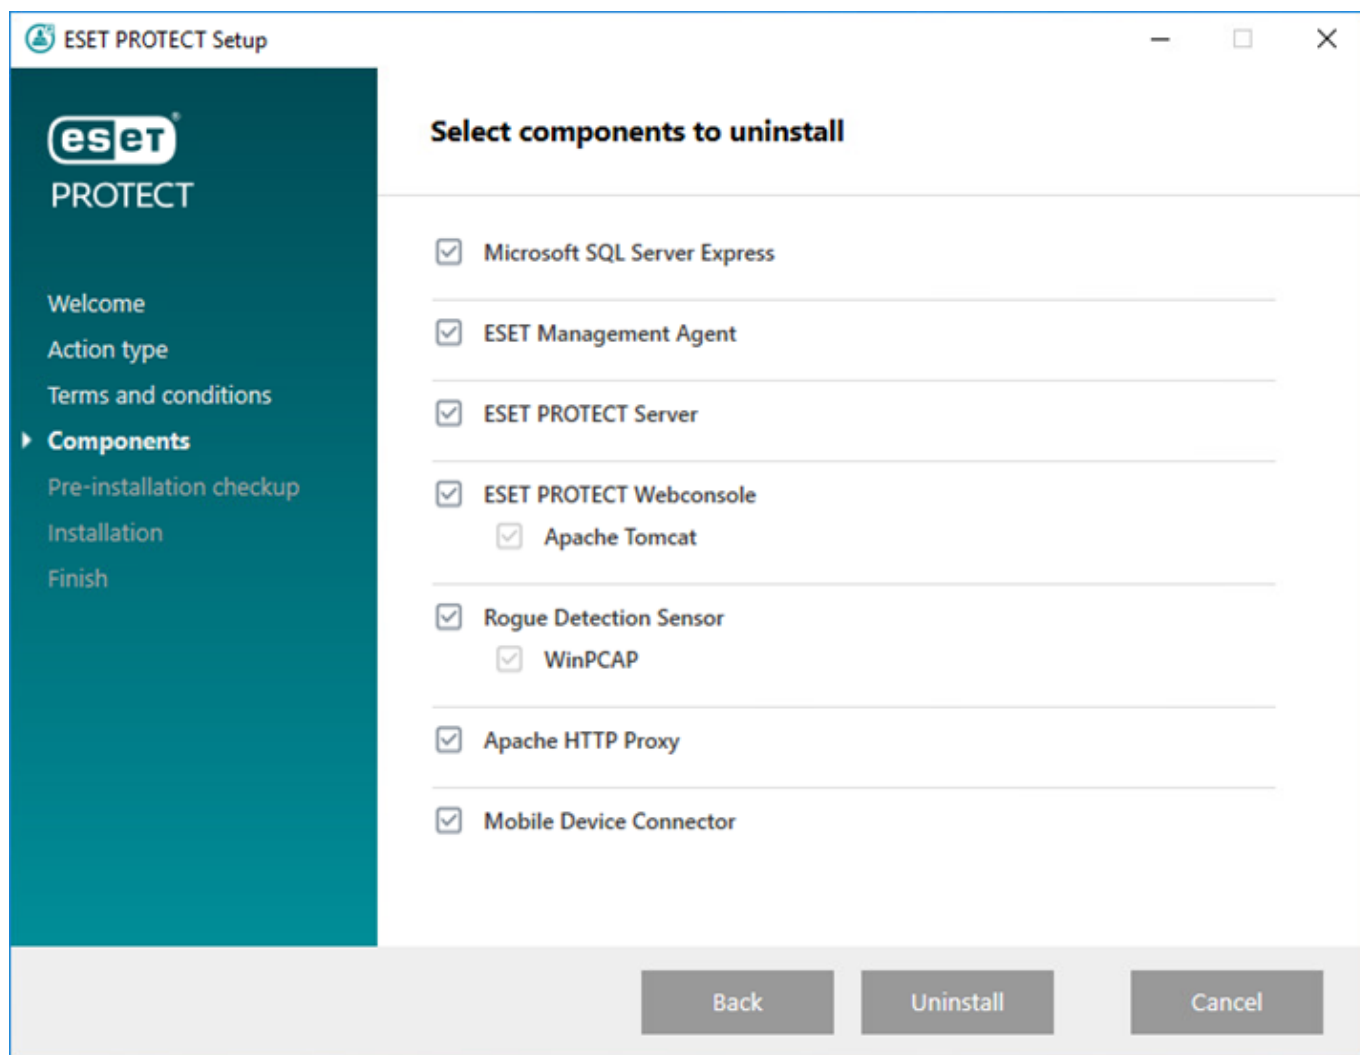 ESET PROTECT Setup
eseT®
PROTECT
Welcome
Action type
Terms and conditions
Components
Pre-installation checkup
Installation
Finish
Select components to uninstall
Microsoft SQL Server Express
ESET Management Agent
ESET PROTECT Server
ESET PROTECT Webconsole
Apache Tomcat
Rogue Detection Sensor
WinPCAP
Apache HTTP Proxy
Mobile Device Connector
Back
Uninstall
Cancel